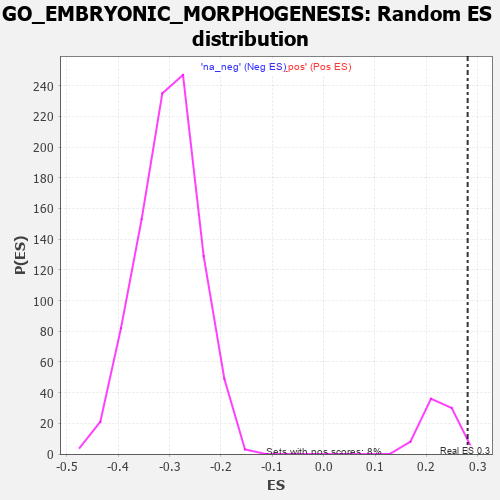 GO_EMBRYONIC_MORPHOGENESIS: Random ES
distribution
'na_neg' (Neg ES) pos' (Pos ES)
P(ES)
240
220
200
180
160
140
120
100
80
60
40
20
0
Sets with pos scores: 8%
Real ES 0.3
-0.5 -0.4 -0.3 -0.2 -0.1 0.0 0.1 0.2 0.3
ES